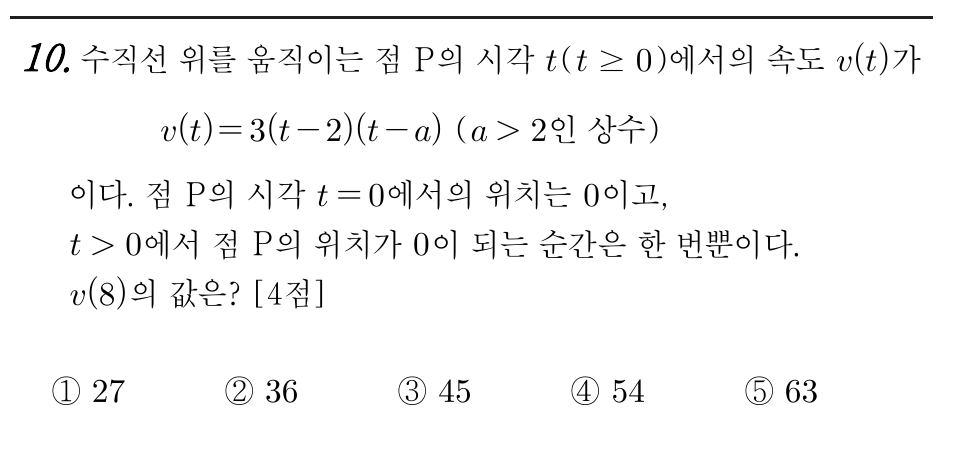 10. 수직선 위를 움직이는 점 P의 시각 t(t ≥ 0)에서의 속도 v(t)가
v(t)=3(t-2)(t-a) (a > 2인 상수)
이다. 점 P의 시각 t=0에서의 위치는 0이고,
t > 0에서 점 P의 위치가 0이 되는 순간은 한 번뿐이다.
v(8)의 값은? [4점]
① 27 ② 36 ③ 45 ④ 54 ⑤ 63